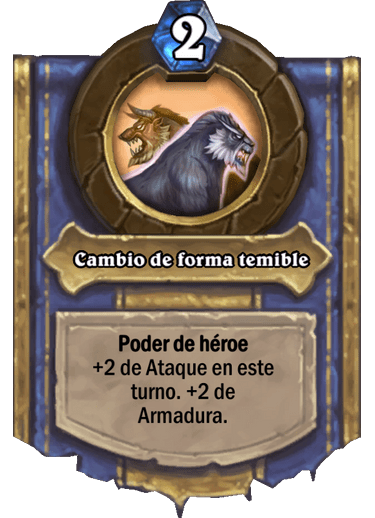 2
Cambio de forma temible
Poder de héroe
+2 de Ataque en este
turno. +2 de
Armadura.